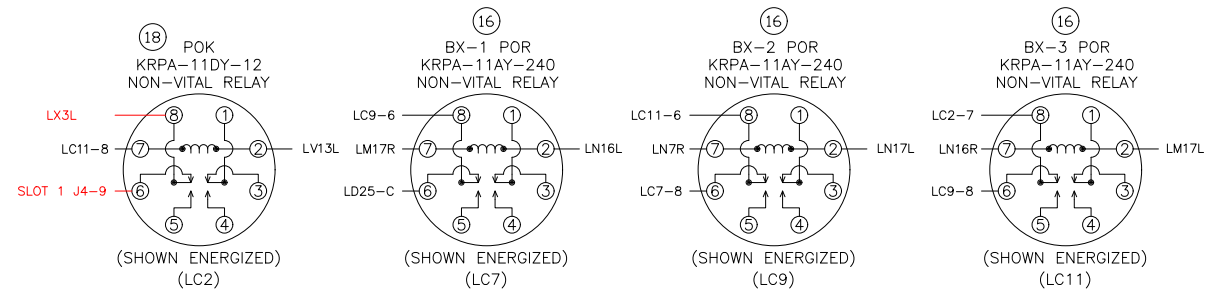 18
POK
KRPA-11DY-12
NON-VITAL RELAY
LX3L
8
1
LC11-8
7
2
LV13L
SLOT 1 J4-9
6
3
5
4
(SHOWN ENERGIZED)
(LC2)
16
BX-1 POR
KRPA-11AY-240
NON-VITAL RELAY
LC9-6
8
1
LM17R
7
2
LN16L
LD25-C
6
3
5
4
(SHOWN ENERGIZED)
(LC7)
16
BX-2 POR
KRPA-11AY-240
NON-VITAL RELAY
LC11-6
8
1
LN7R
7
2
LN17L
LC7-8
6
3
5
4
(SHOWN ENERGIZED)
(LC9)
16
BX-3 POR
KRPA-11AY-240
NON-VITAL RELAY
LC2-7
8
1
LN16R
7
2
LM17L
LC9-8
6
3
5
4
(SHOWN ENERGIZED)
(LC11)